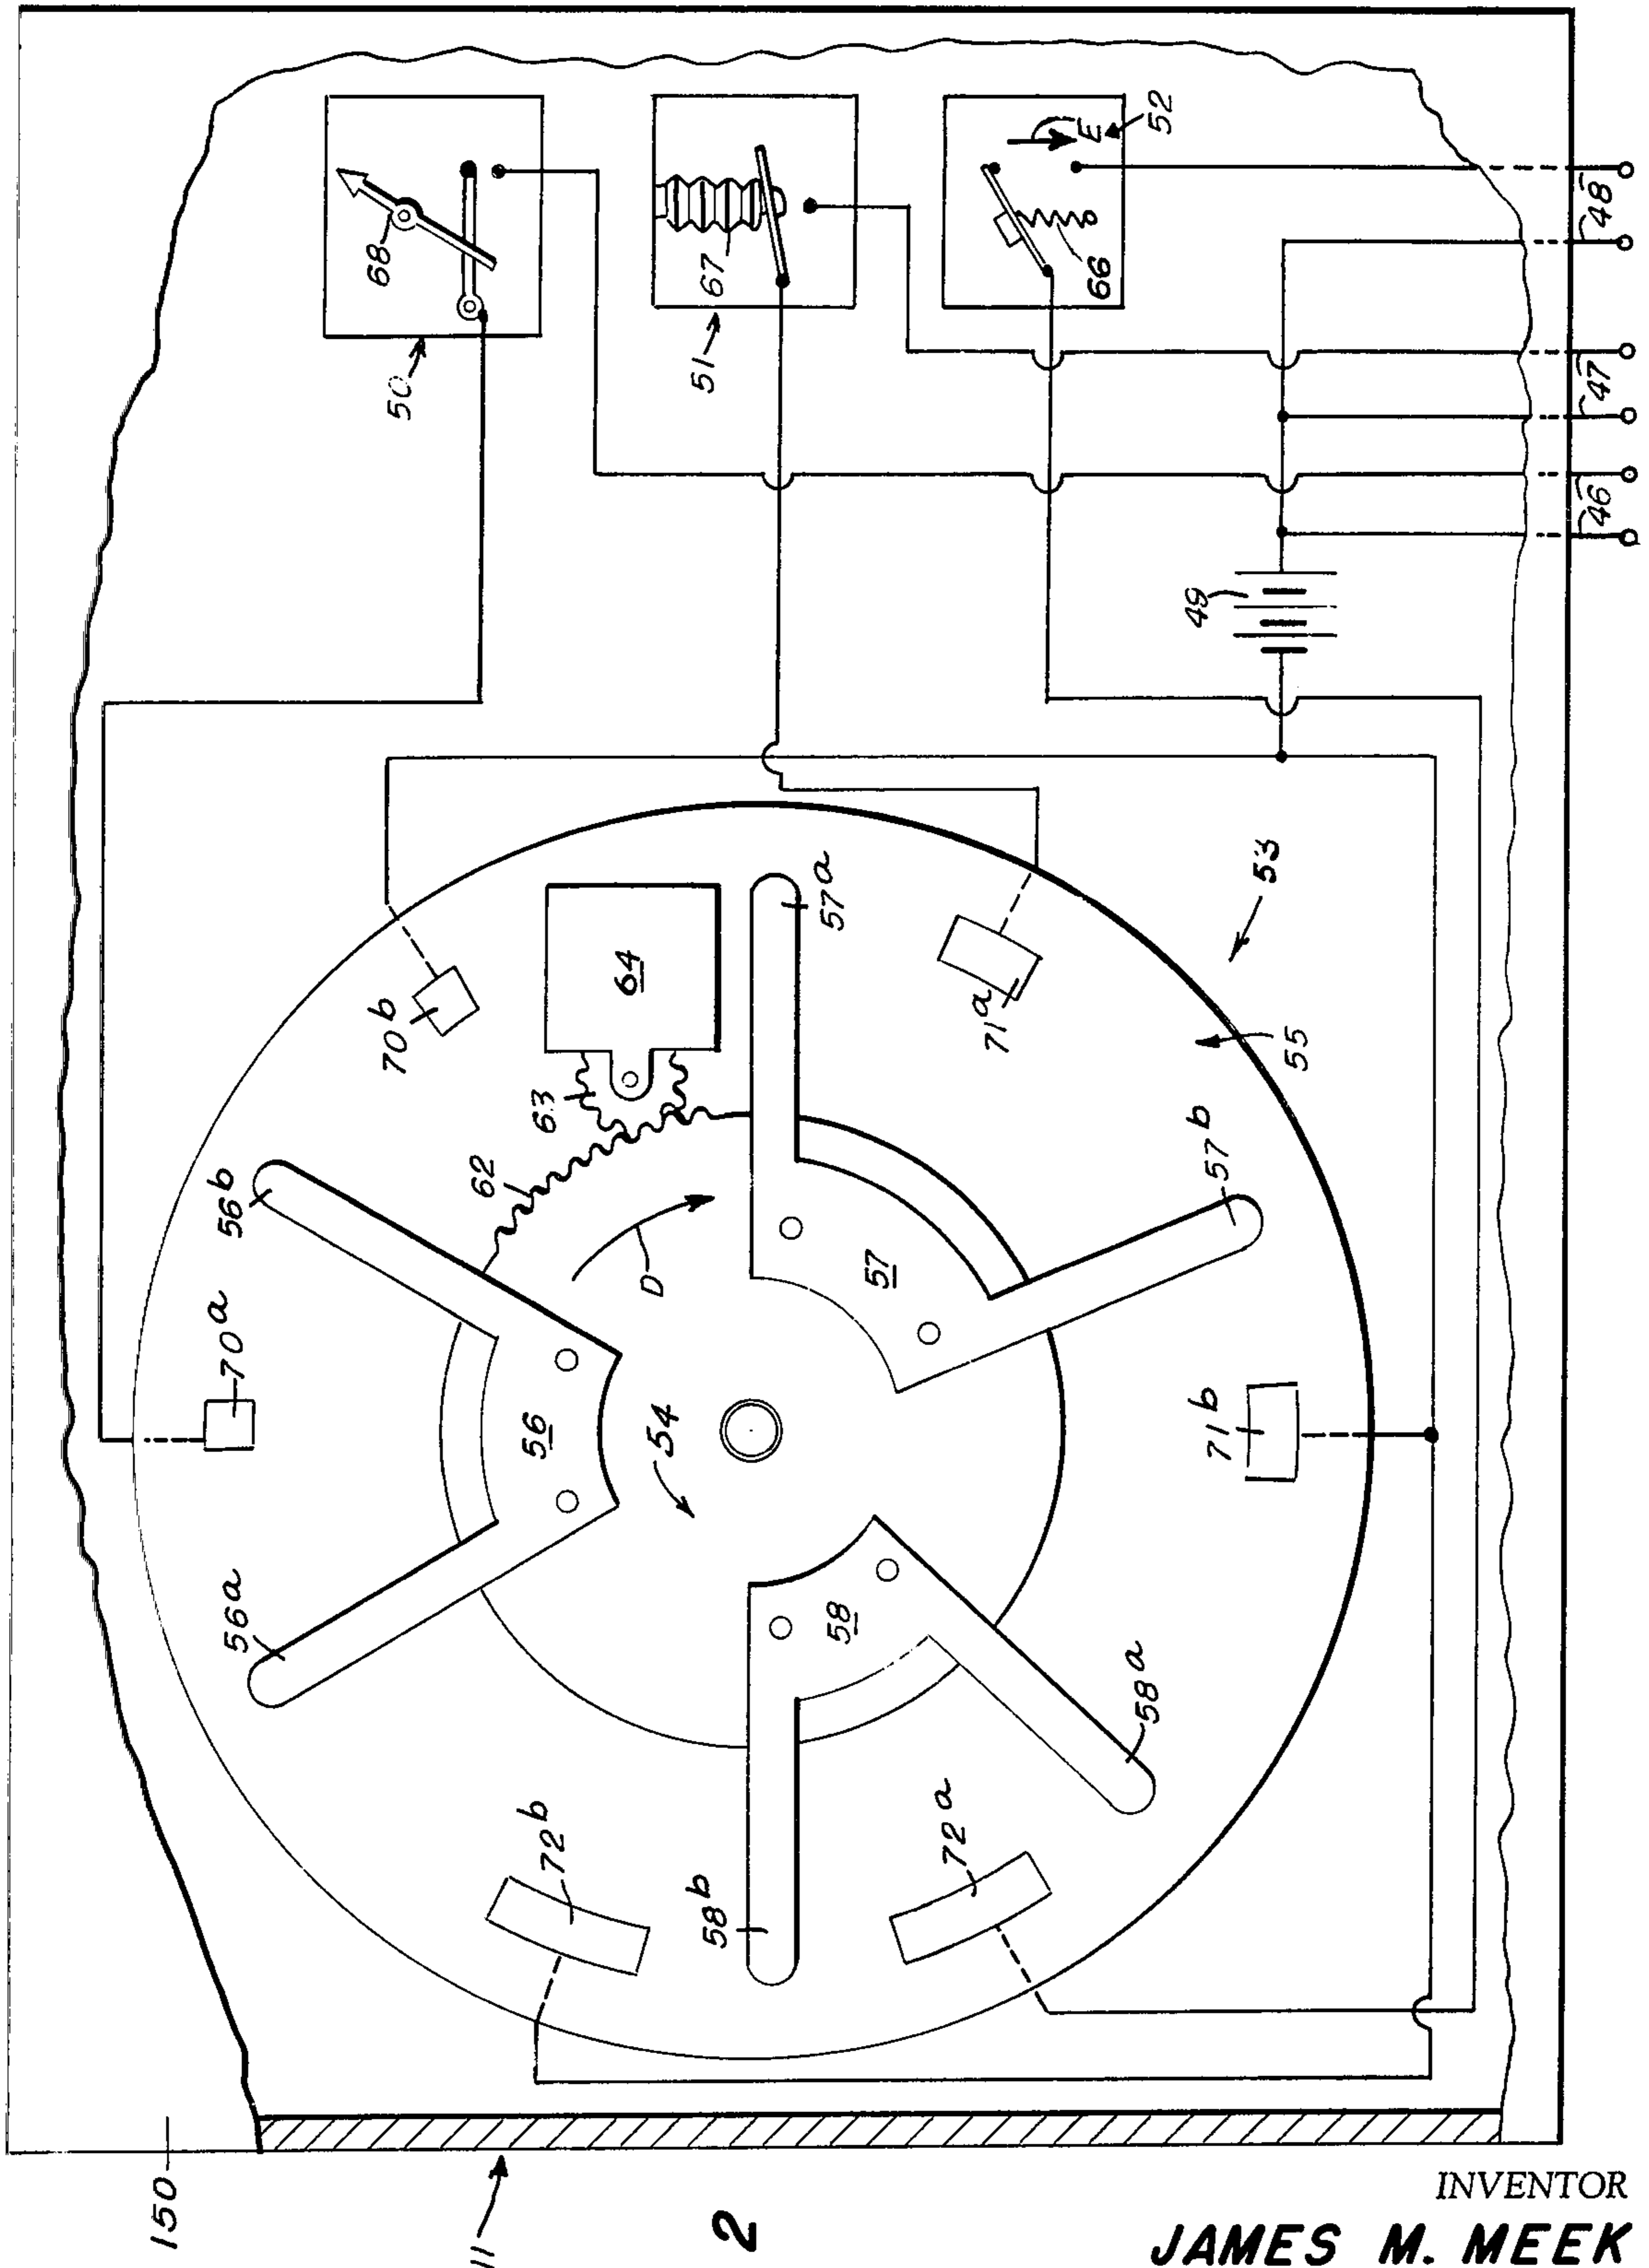 50
68
51
67
52
E
66
48
47
46
49
53
64
63
62
70b
70a
57a
71a
55
57b
57
71b
D
56b
56
56a
54
58
58a
58b
72b
72a
150
11
2
INVENTOR
JAMES M. MEEK